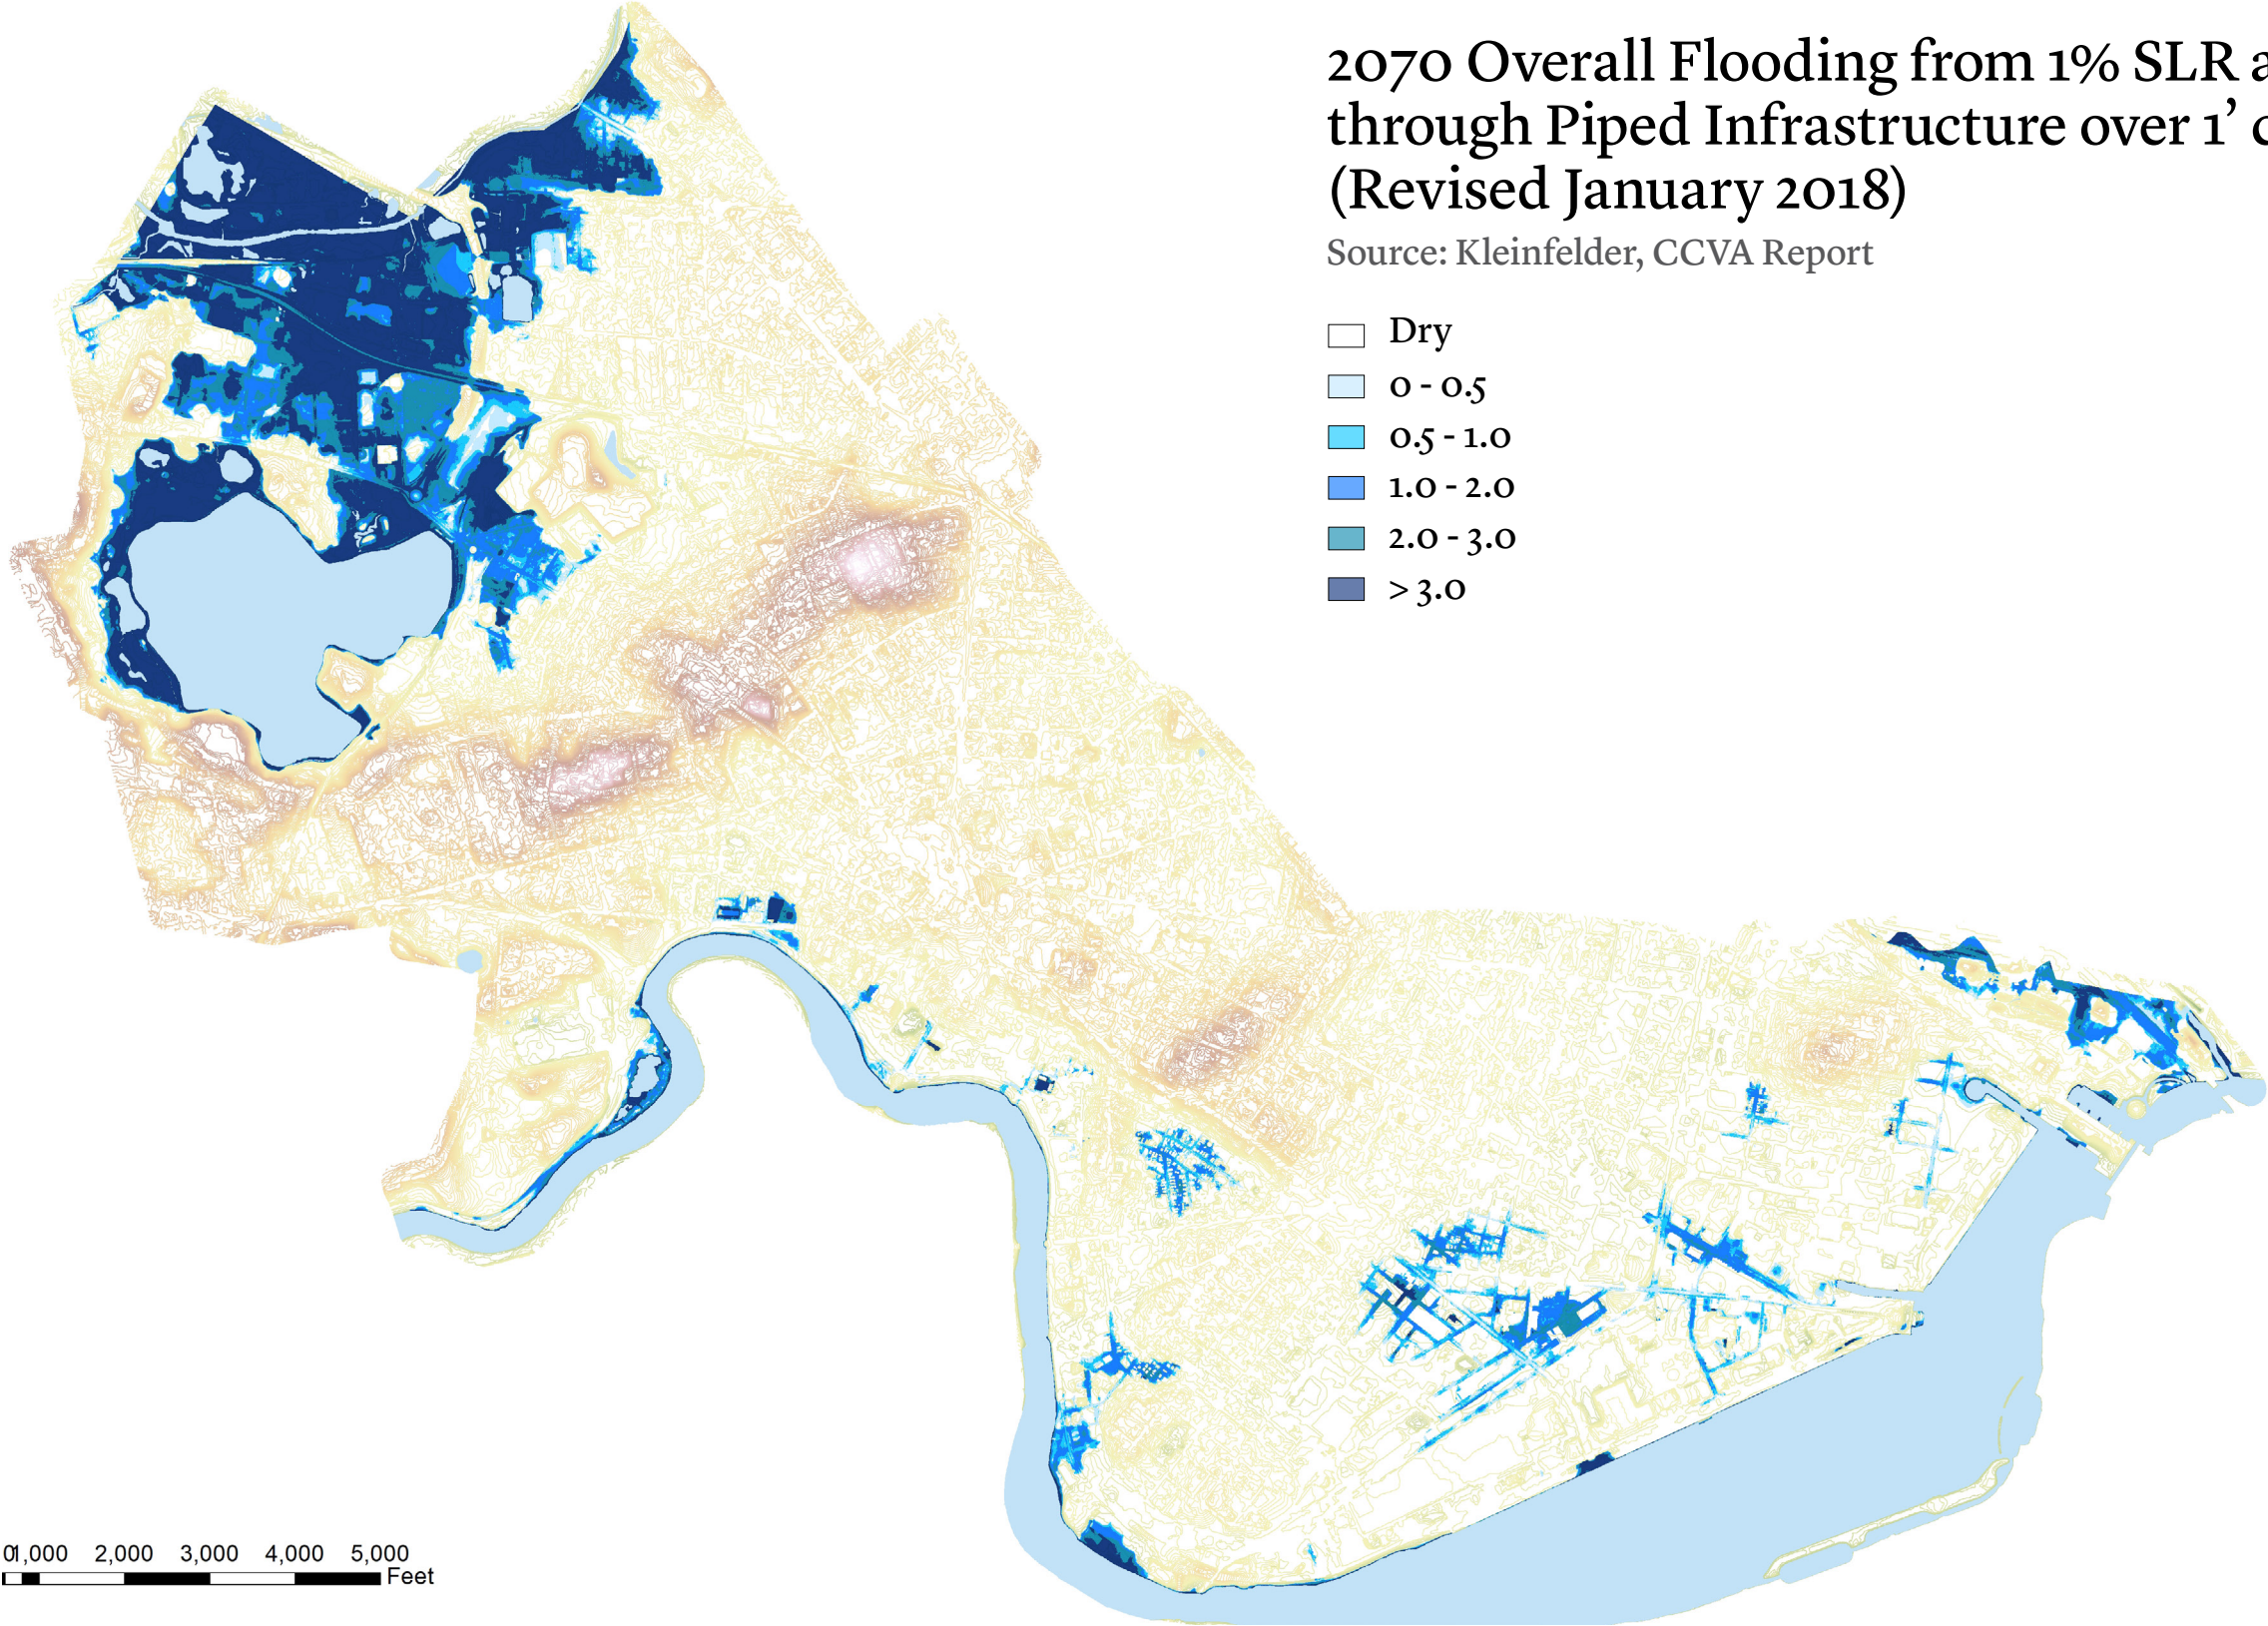 2070 Overall Flooding from 1% SLR
through Piped Infrastructure over 1’
(Revised January 2018)
Source: Kleinfelder, CCVA Report
Dry
0 - 0.5
0.5 - 1.0
1.0 - 2.0
2.0 - 3.0
> 3.0
0 1,000 2,000 3,000 4,000 5,000
Feet